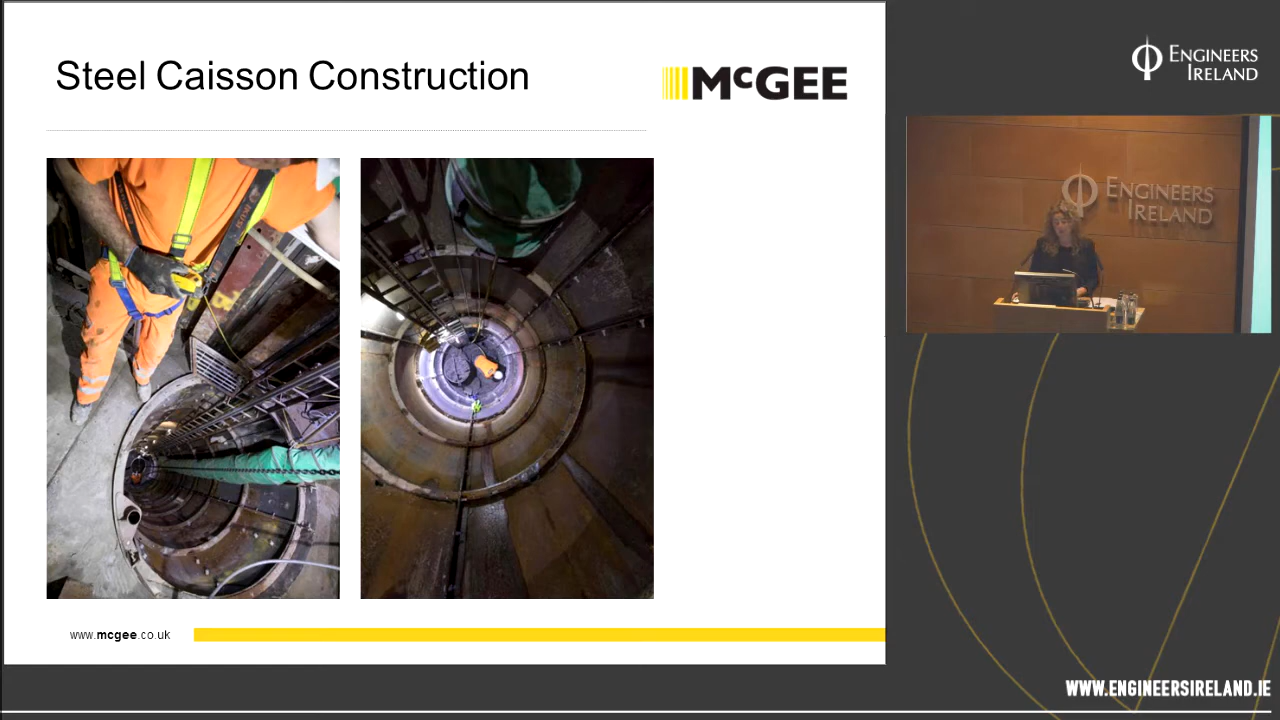 Steel Caisson Construction
McGEE
www.mcgee.co.uk
ENGINEERS
IRELAND
ENGINEERS
IRELAND
WWW.ENGINEERSIRELAND.IE